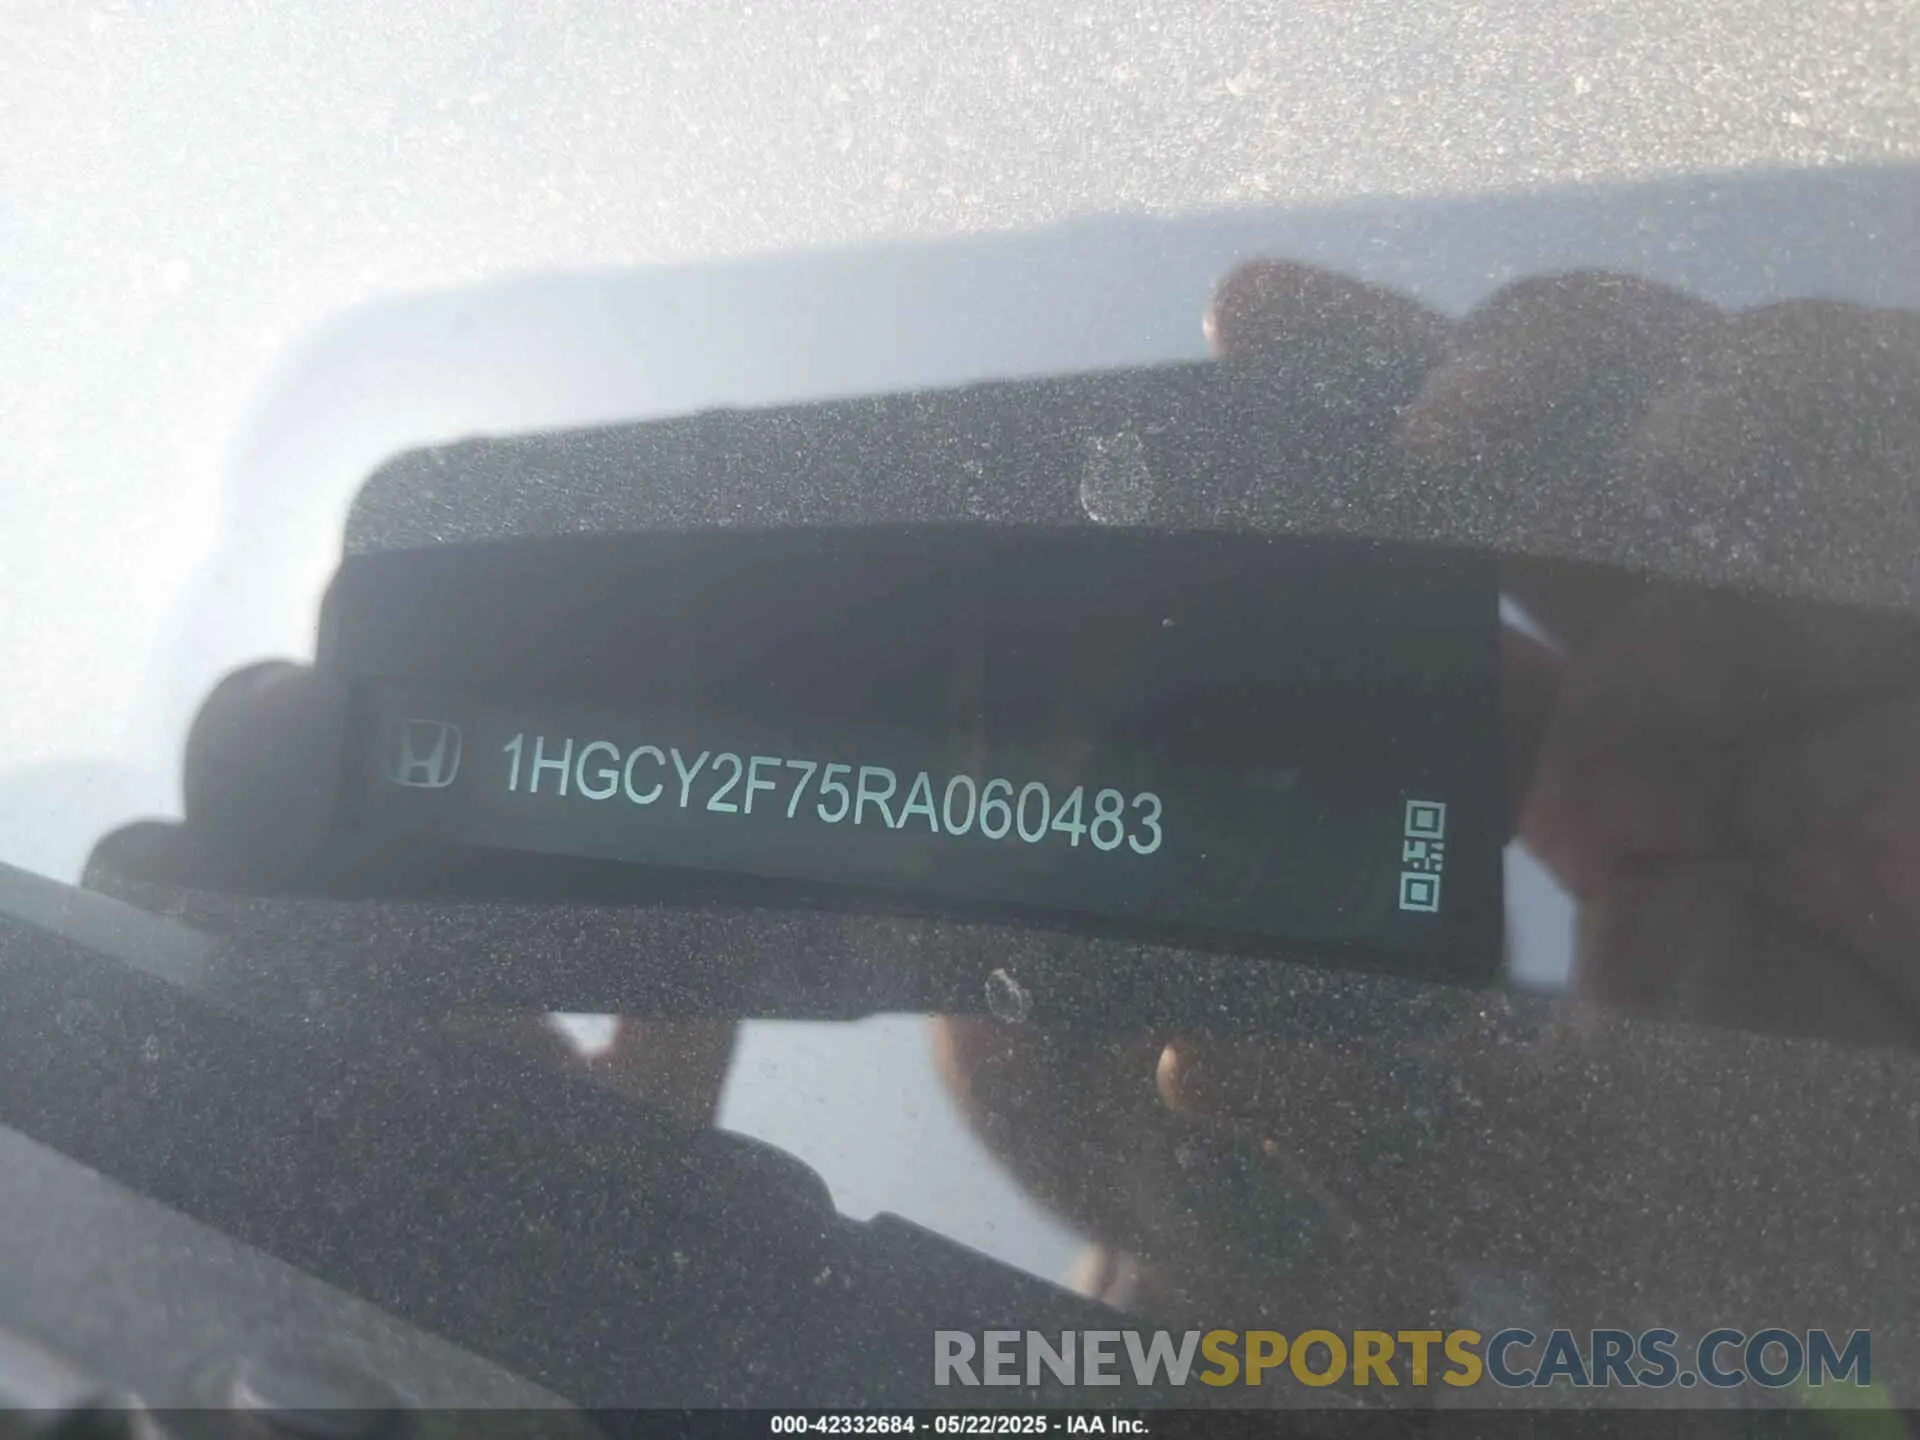 1HGCY2F75RA060483
RENEWSPORTSCARS.COM
000-42332684 - 05/22/2025 - IAA Inc.